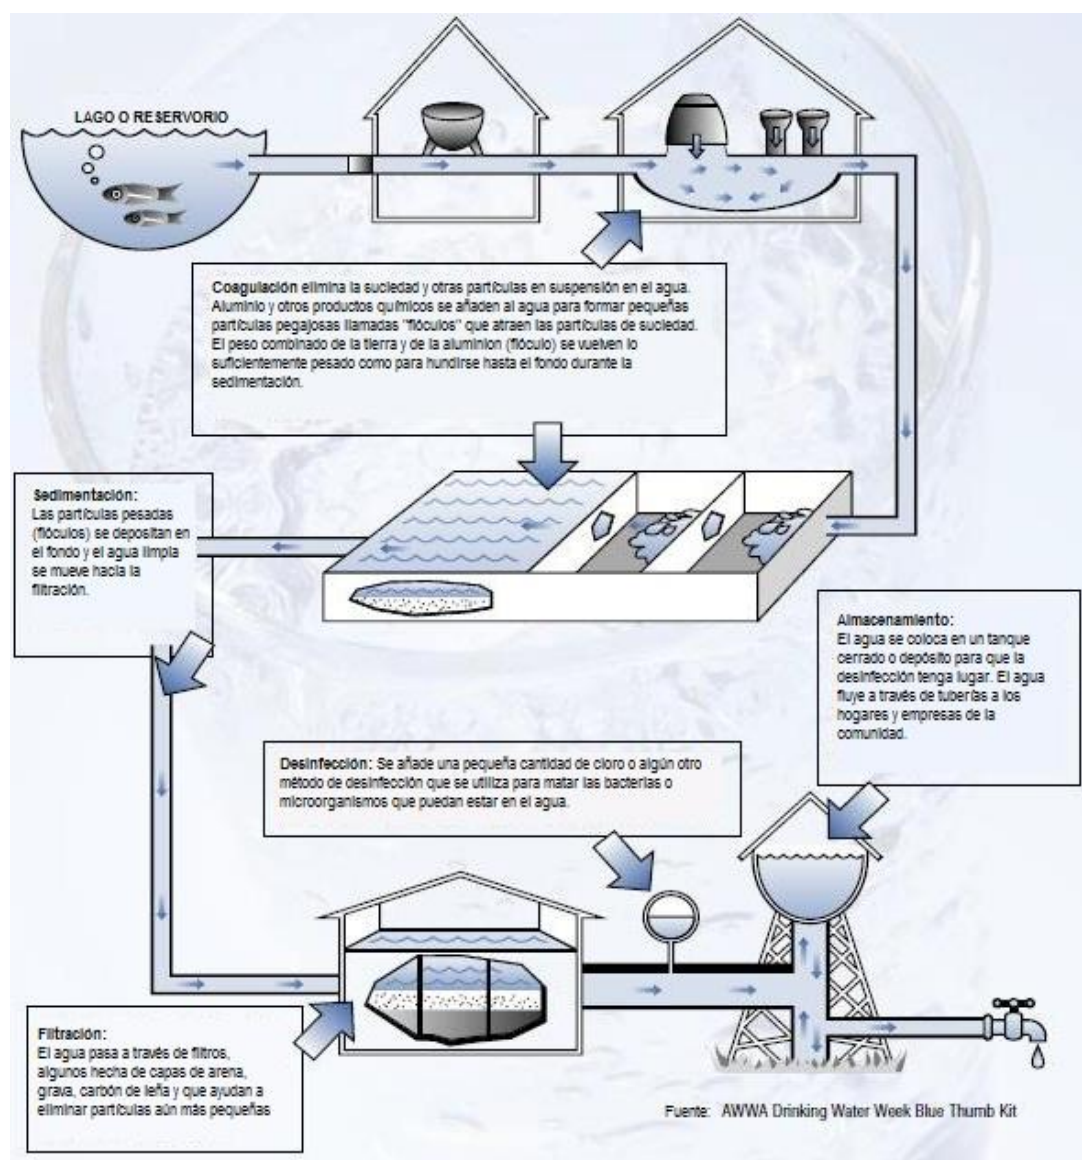 LAGO O RESERVORIO
Coagulación elimina la suciedad y otras partículas en suspensión en el agua.
Aluminio y otros productos químicos se añaden al agua para formar pequeñas
partículas pegajosas llamadas "flóculos" que atraen las partículas de suciedad.
El peso combinado de la tierra y de la aluminion (flóculo) se vuelven lo
suficientemente pesado como para hundirse hasta el fondo durante la
sedimentación.
Sedimentación:
Las partículas pesadas
(flóculos) se depositan en
el fondo y el agua limpia
se mueve hacia la
filtración.
Almacenamiento:
El agua se coloca en un tanque
cerrado o depósito para que la
desinfección tenga lugar. El agua
fluye a través de tuberías a los
hogares y empresas de la
comunidad.
Desinfección: Se añade una pequeña cantidad de cloro o algún otro
método de desinfección que se utiliza para matar las bacterias o
microorganismos que puedan estar en el agua.
Filtración:
El agua pasa a través de filtros,
algunos hecha de capas de arena,
grava, carbón de leña y que ayudan a
eliminar partículas aún más pequeñas
Fuente: AWWA Drinking Water Week Blue Thumb Kit